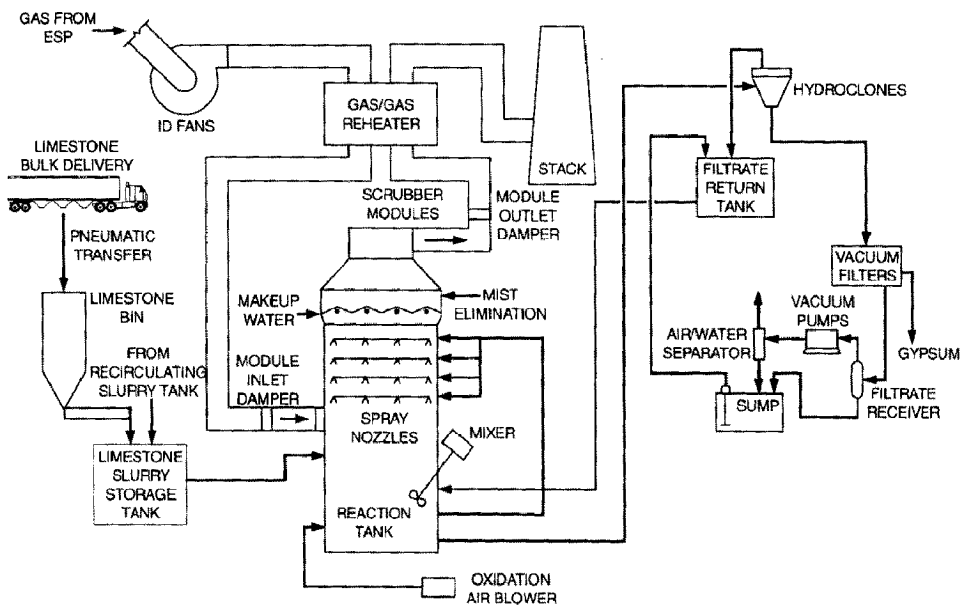 GAS FROM
ESP
ID FANS
GAS/GAS
REHEATER
STACK
HYDROCLONES
LIMESTONE
BULK DELIVERY
PNEUMATIC
TRANSFER
SCRUBBER
MODULES
MODULE
OUTLET
DAMPER
FILTRATE
RETURN
TANK
LIMESTONE
BIN
MAKEUP
WATER
MIST
ELIMINATION
VACUUM
FILTERS
VACUUM
PUMPS
AIR/WATER
SEPARATOR
GYPSUM
FROM
RECIRCULATING
SLURRY TANK
MODULE
INLET
DAMPER
SPRAY
NOZZLES
MIXER
SUMP
FILTRATE
RECEIVER
LIMESTONE
SLURRY
STORAGE
TANK
REACTION
TANK
OXIDATION
AIR BLOWER